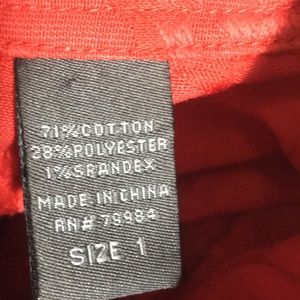 71%COTTON
28%POLYESTER
1%SPANDEX
MADE IN CHINA
RN# 79984
SIZE 1